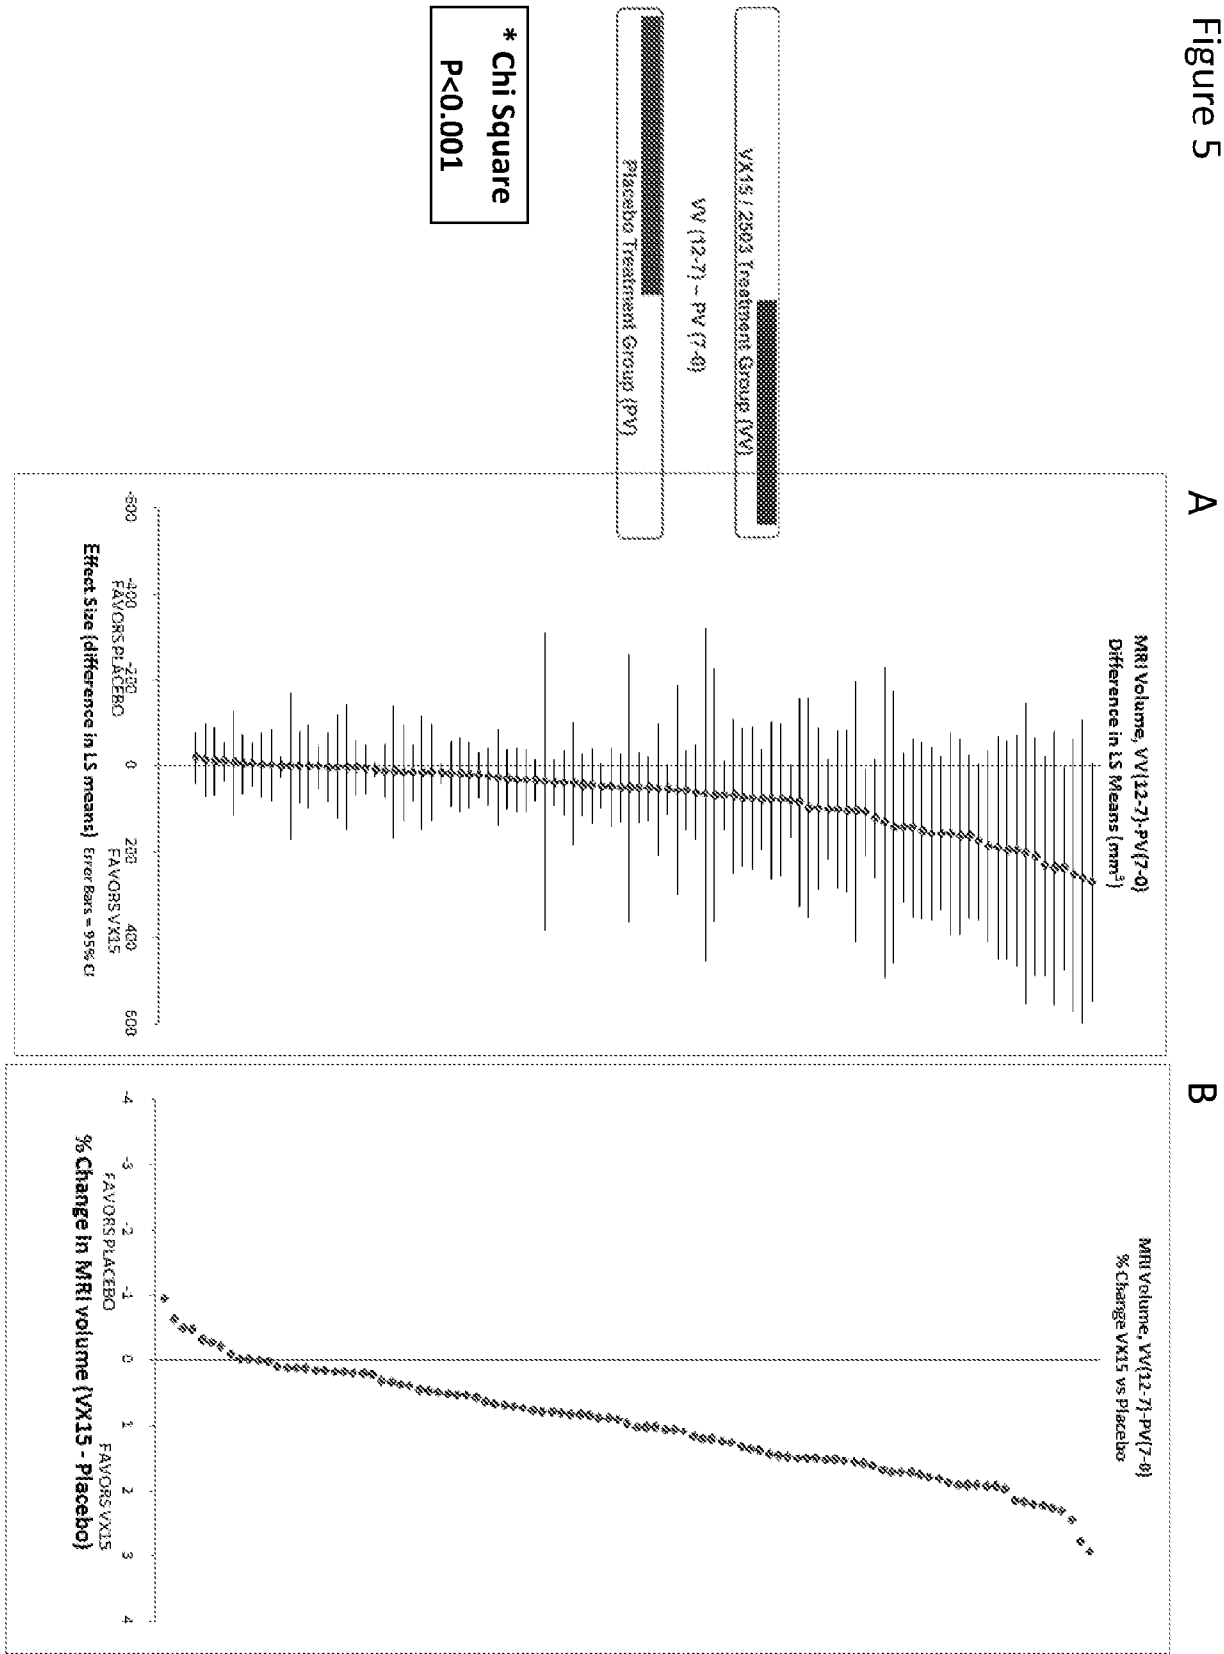 Figure 5
VX15 / 2503 Treatment Group (VV)
VV (12-7) – PV (7-0)
Placebo Treatment Group (PV)
* Chi Square
P<0.001
A
MRI Volume, VV(12-7)-PV(7-0)
Difference in LS Means (mm³)
-600
-400
-200
0
200
400
600
FAVORS PLACEBO
FAVORS VX15
Effect Size (difference in LS means) Error Bars = 95% CI
B
MRI Volume, VV(12-7)-PV(7-0)
% Change VX15 vs Placebo
-4
-3
-2
-1
0
1
2
3
4
FAVORS PLACEBO
FAVORS VX15
% Change in MRI volume (VX15 - Placebo)